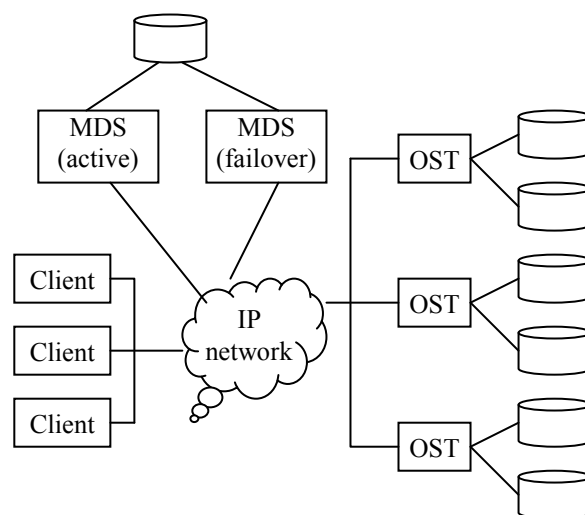 MDS
(active)
MDS
(failover)
OST
Client
IP
network
OST
Client
Client
OST